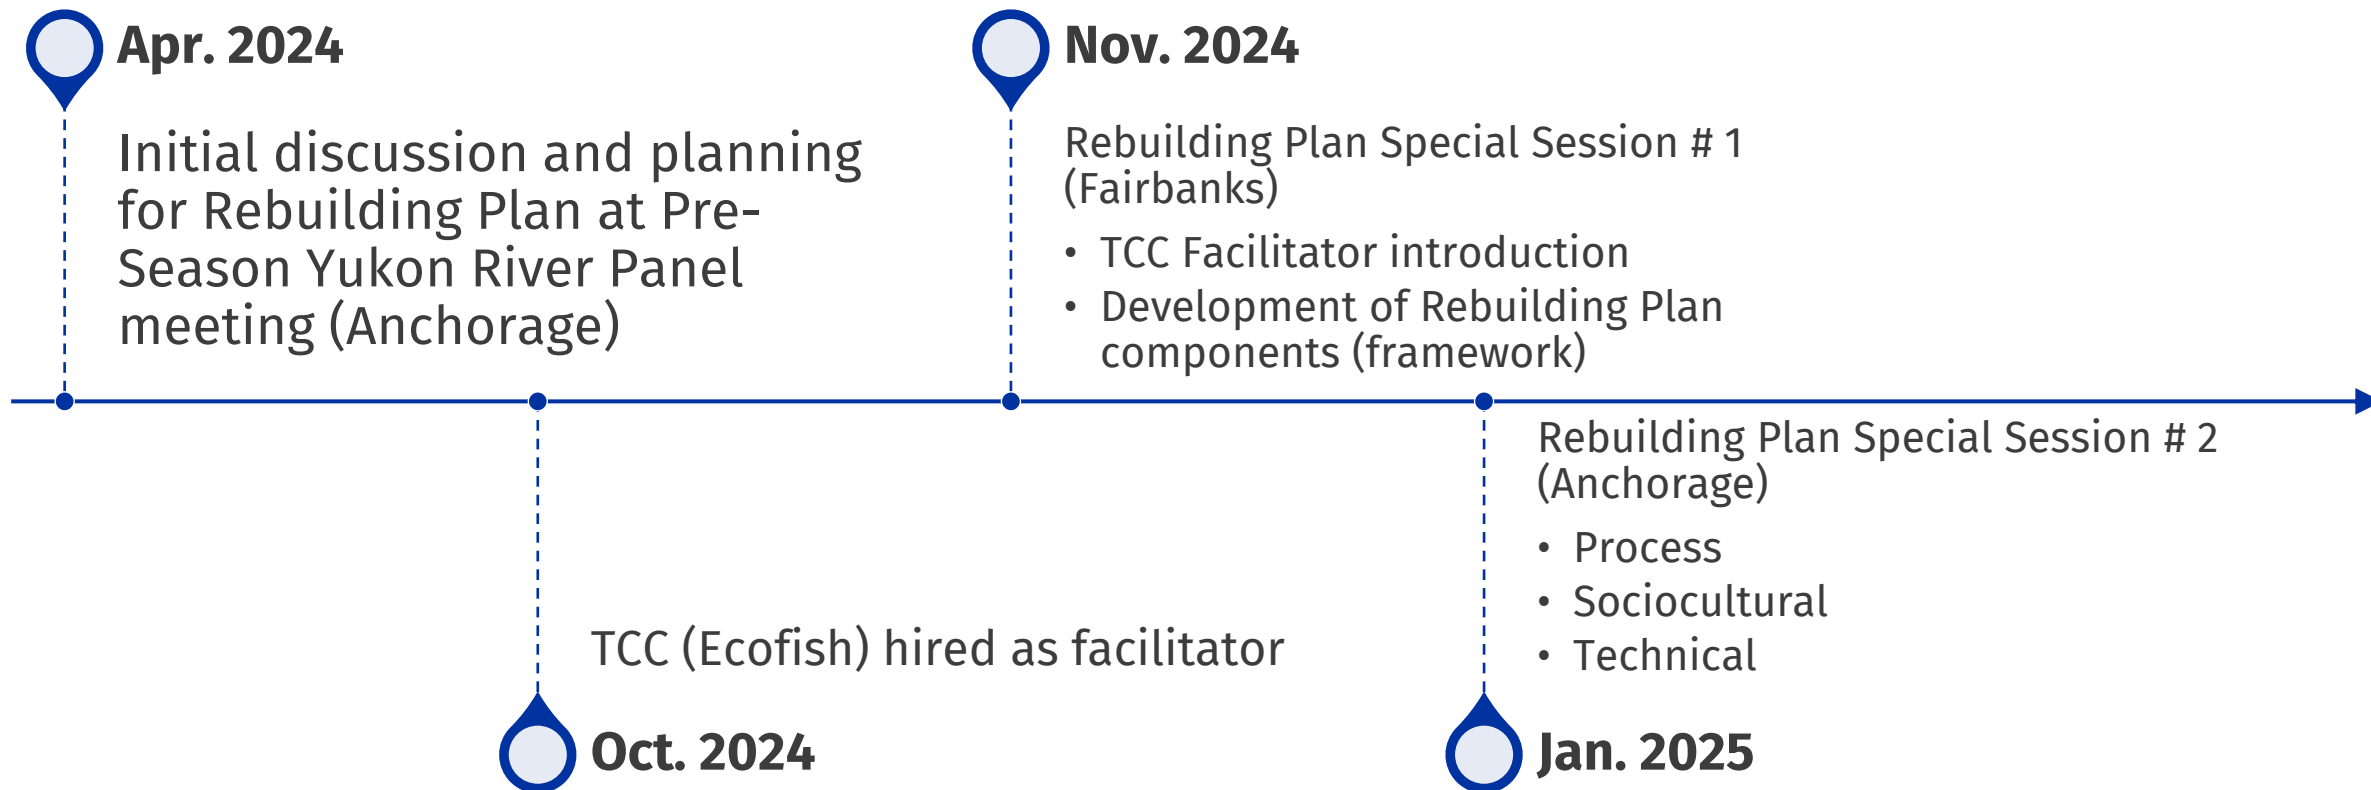 Apr. 2024
Initial discussion and planning
for Rebuilding Plan at Pre-
Season Yukon River Panel
meeting (Anchorage)
Nov. 2024
Rebuilding Plan Special Session # 1
(Fairbanks)
• TCC Facilitator introduction
• Development of Rebuilding Plan
components (framework)
TCC (Ecofish) hired as facilitator
Oct. 2024
Rebuilding Plan Special Session # 2
(Anchorage)
• Process
• Sociocultural
• Technical
Jan. 2025